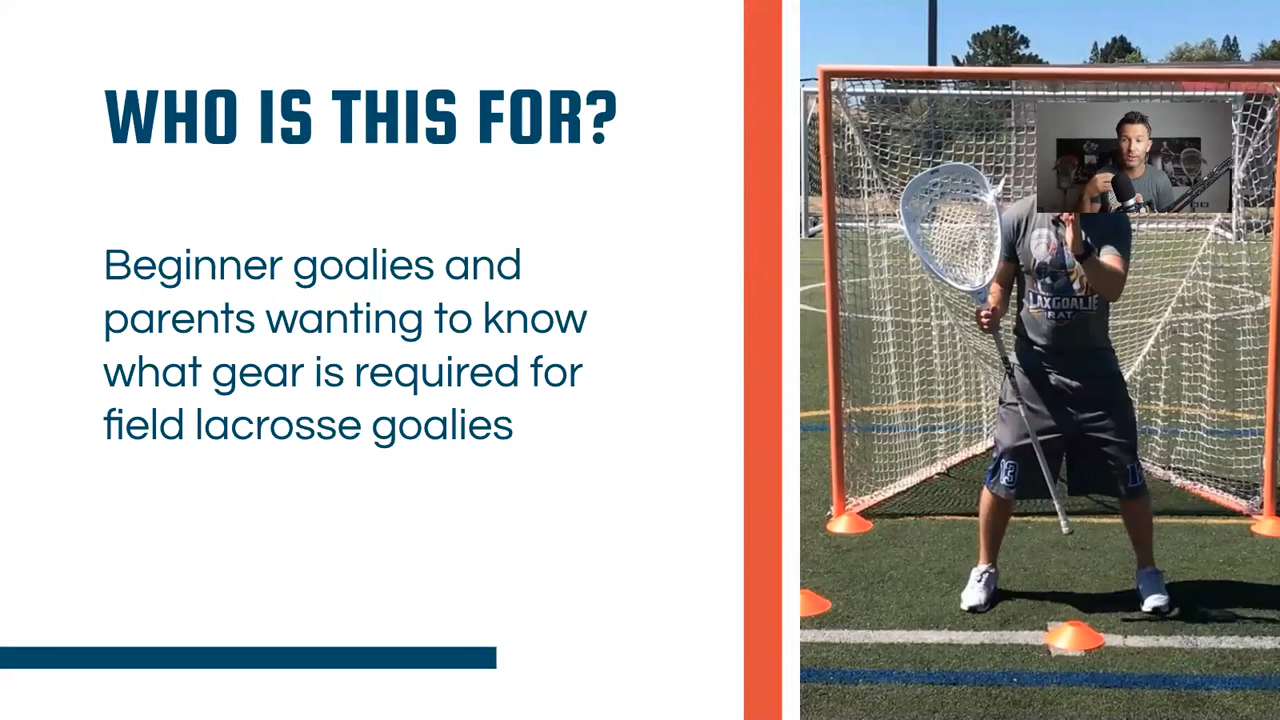 WHO IS THIS FOR?
Beginner goalies and
parents wanting to know
what gear is required for
field lacrosse goalies
LAXGOALIE
RAT
13